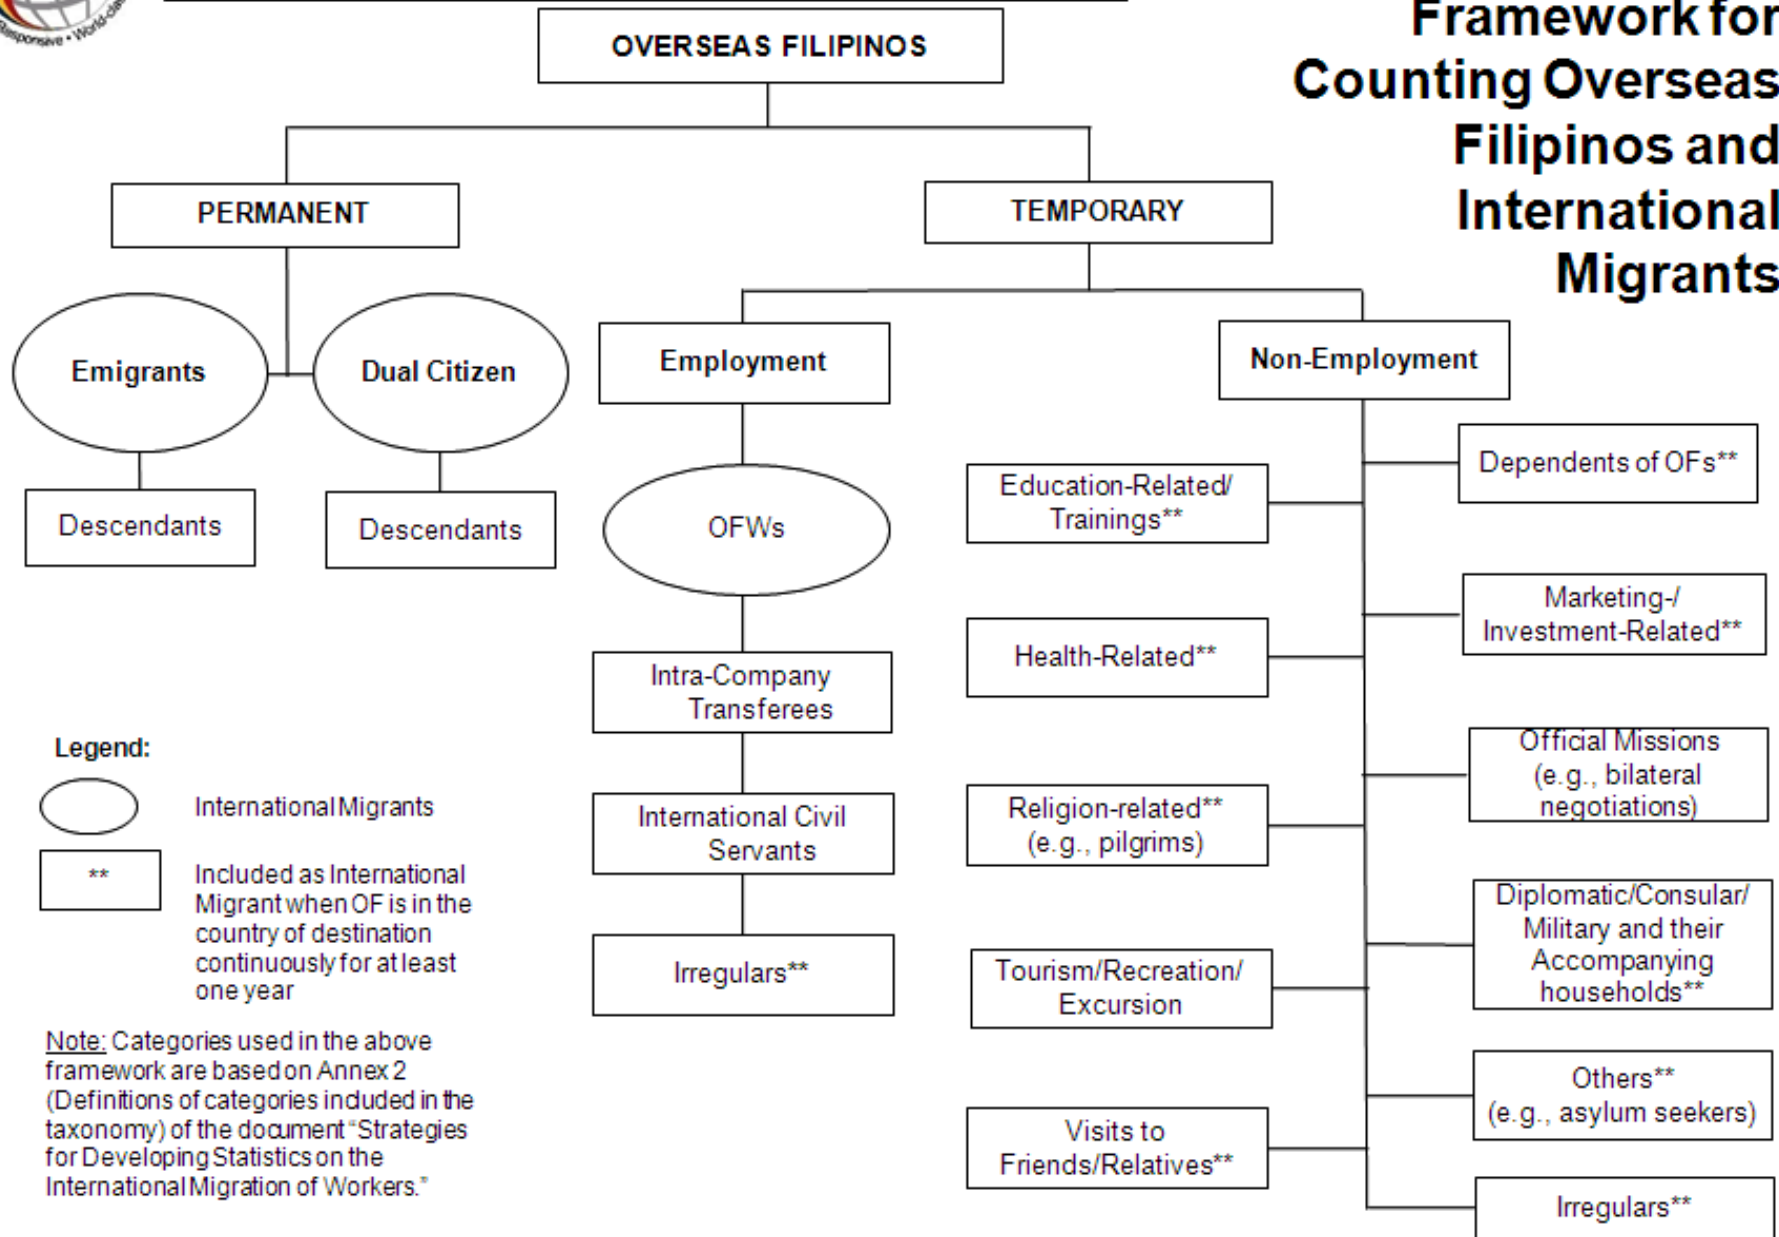 Responsive • World-clas
Framework for
Counting Overseas
Filipinos and
International
Migrants
OVERSEAS FILIPINOS
PERMANENT
TEMPORARY
Emigrants
Dual Citizen
Descendants
Descendants
Employment
OFWs
Intra-Company
Transferees
International Civil
Servants
Irregulars**
Non-Employment
Education-Related/
Trainings**
Health-Related**
Religion-related**
(e.g., pilgrims)
Tourism/Recreation/
Excursion
Visits to
Friends/Relatives**
Dependents of OFs**
Marketing-/
Investment-Related**
Official Missions
(e.g., bilateral
negotiations)
Diplomatic/Consular/
Military and their
Accompanying
households**
Others**
(e.g., asylum seekers)
Irregulars**
Legend:
International Migrants
**
Included as International
Migrant when OF is in the
country of destination
continuously for at least
one year
Note: Categories used in the above
framework are based on Annex 2
(Definitions of categories included in the
taxonomy) of the document “Strategies
for Developing Statistics on the
International Migration of Workers.”